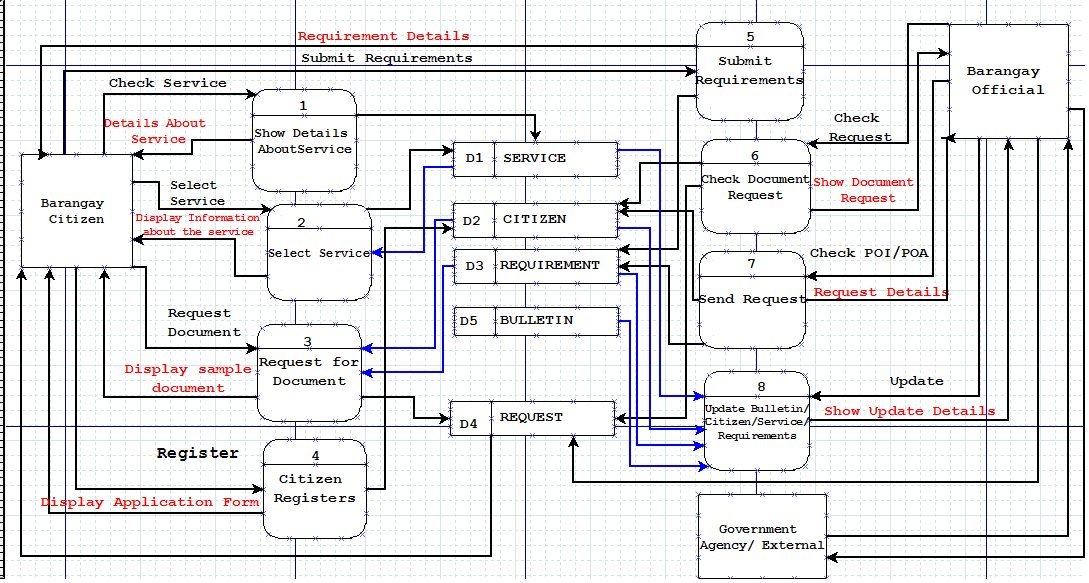 Requirement Details
Submit Requirements
Check Service
Details About
Service
1
Show Details
AboutService
Barangay
Citizen
Select
Service
Display Information
about the service
2
Select Service
Request
Document
3
Request for
Document
Display sample
document
Register
4
Citizen
Registers
Display Application Form
D1 SERVICE
D2 CITIZEN
D3 REQUIREMENT
D5 BULLETIN
D4 REQUEST
5
Submit
Requirements
Barangay
Official
Check
Request
6
Check Document
Request
Show Document
Request
Check POI/POA
7
Send Request
Request Details
Update
8
Update Bulletin/
Citizen/Service/
Requirements
Show Update Details
Government
Agency/ External